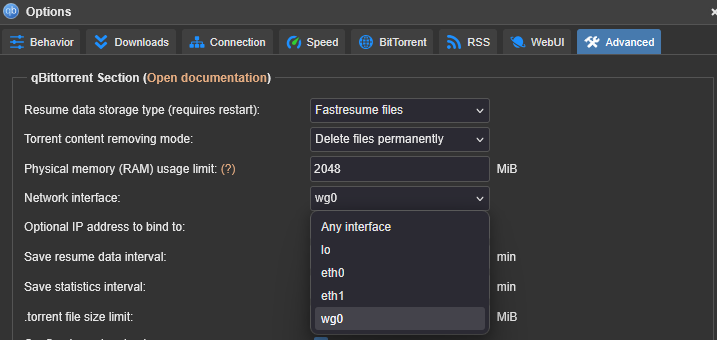 qb Options
Behavior Downloads Connection Speed BitTorrent RSS WebUI Advanced
qBittorrent Section (Open documentation)
Resume data storage type (requires restart): Fastresume files
Torrent content removing mode: Delete files permanently
Physical memory (RAM) usage limit: (?) 2048 MiB
Network interface: wg0
Optional IP address to bind to: Any interface
lo
Save resume data interval: min
eth0
Save statistics interval: eth1 min
.torrent file size limit: wg0 MiB